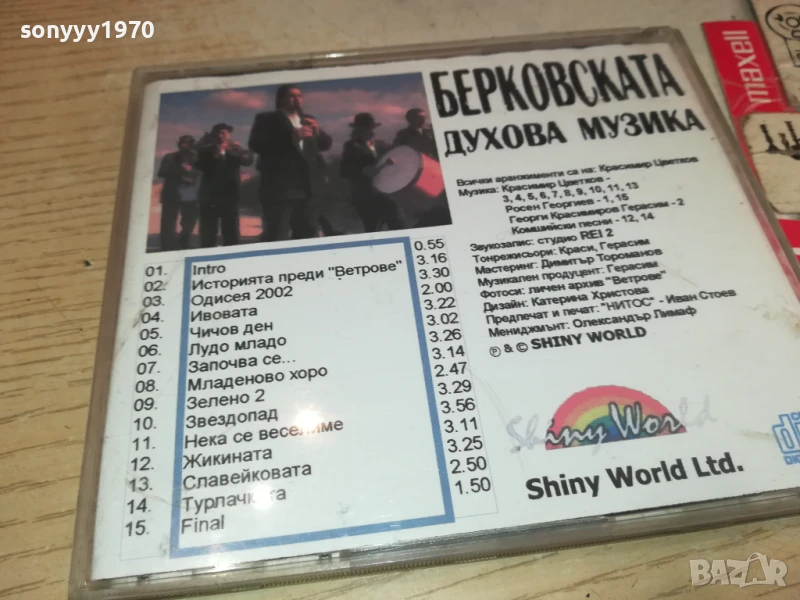 sonyyy1970
БЕРКОВСКАТА
ДУХОВА МУЗИКА
Всички аранжименти са на: Красимир Цветков
Музика: Красимир Цветков -
3, 4, 5, 6, 7, 8, 9, 10, 11, 13
Росен Георгиев - 1, 15
Георги Красимиров Герасим - 2
Комшийски песни - 12, 14
Звукозапис: студио REI 2
Тонрежисьори: Краси, Герасим
Мастеринг: Димитър Тороманов
Музикален продуцент: Герасим
Фотоси: личен архив "Ветрове"
Дизайн: Катерина Христова
Предпечат и печат: "НИТОС" - Иван Стоев
Мениджмънт: Олександър Лимаф
℗ & © SHINY WORLD
01. Intro 0.55
02. Историята преди "Ветрове" 3.16
03. Одисея 2002 3.30
04. Ивовата 2.00
05. Чичов ден 3.22
06. Лудо младо 3.02
07. Започва се... 3.26
08. Младеново хоро 3.14
09. Зелено 2 2.47
10. Звездопад 3.29
11. Нека се веселиме 3.56
12. Жикината 3.11
13. Славейковата 3.25
14. Турлачката 2.50
15. Final 1.50
Shiny World
Shiny World Ltd.
maxell
BAZAR